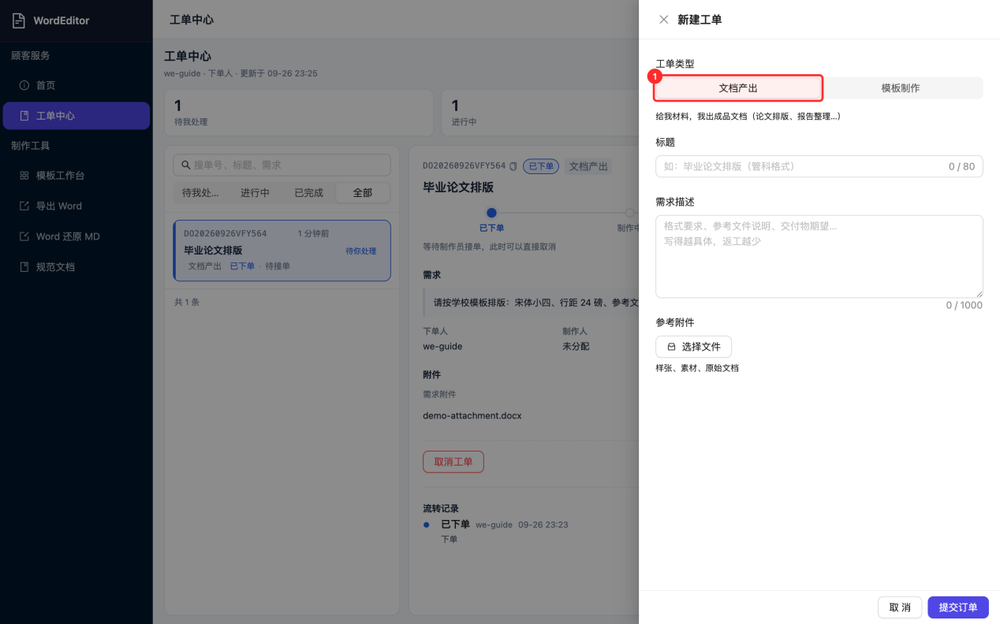 WordEditor
顾客服务
首页
工单中心
制作工具
模板工作台
导出 Word
Word 还原 MD
规范文档
工单中心
工单中心
we-guide · 下单人 · 更新于 09-26 23:25
1
待我处理
1
进行中
搜单号、标题、需求
待我处... 进行中 已完成 全部
DO20260926VFY564 1 分钟前
毕业论文排版 待你处理
文档产出 已下单 · 待接单
共 1 条
DO20260926VFY564 已下单 文档产出
毕业论文排版
已下单 制作中
等待制作员接单，此时可以直接取消
需求
请按学校模板排版：宋体小四、行距 24 磅、参考文
下单人 制作人
we-guide 未分配
附件
需求附件
demo-attachment.docx
取消工单
流转记录
已下单 we-guide 09-26 23:23
下单
新建工单
工单类型
1
文档产出 模板制作
给我材料，我出成品文档（论文排版、报告整理...）
标题
如：毕业论文排版（管科格式） 0 / 80
需求描述
格式要求、参考文件说明、交付物期望...
写得越具体，返工越少
0 / 1000
参考附件
选择文件
样张、素材、原始文档
取 消 提交订单